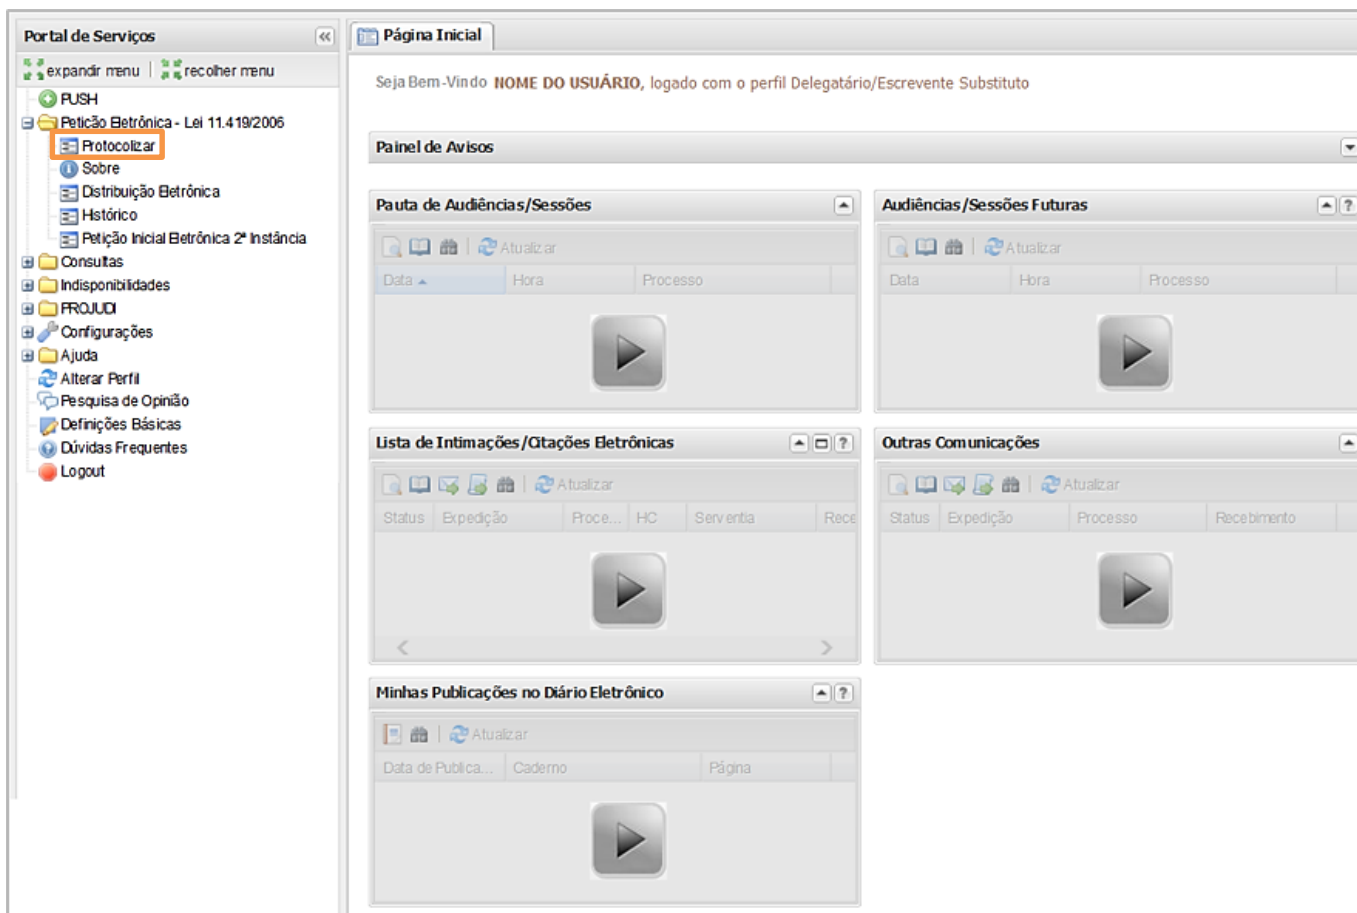 Portal de Serviços
expandir menu | recolher menu
PUSH
Petição Eletrônica - Lei 11.419/2006
Protocolizar
Sobre
Distribuição Eletrônica
Histórico
Petição Inicial Eletrônica 2ª Instância
Consultas
Indisponibilidades
PROJUDI
Configurações
Ajuda
Alterar Perfil
Pesquisa de Opinião
Definições Básicas
Dúvidas Frequentes
Logout
Página Inicial
Seja Bem-Vindo NOME DO USUÁRIO, logado com o perfil Delegatário/Escrevente Substituto
Painel de Avisos
Pauta de Audiências/Sessões
Atualizar
Data Hora Processo
Audiências/Sessões Futuras
Atualizar
Data Hora Processo
Lista de Intimações/Citações Eletrônicas
Atualizar
Status Expedição Proce... HC Serventia Rece
Outras Comunicações
Atualizar
Status Expedição Processo Recebimento
Minhas Publicações no Diário Eletrônico
Atualizar
Data de Publica... Caderno Página